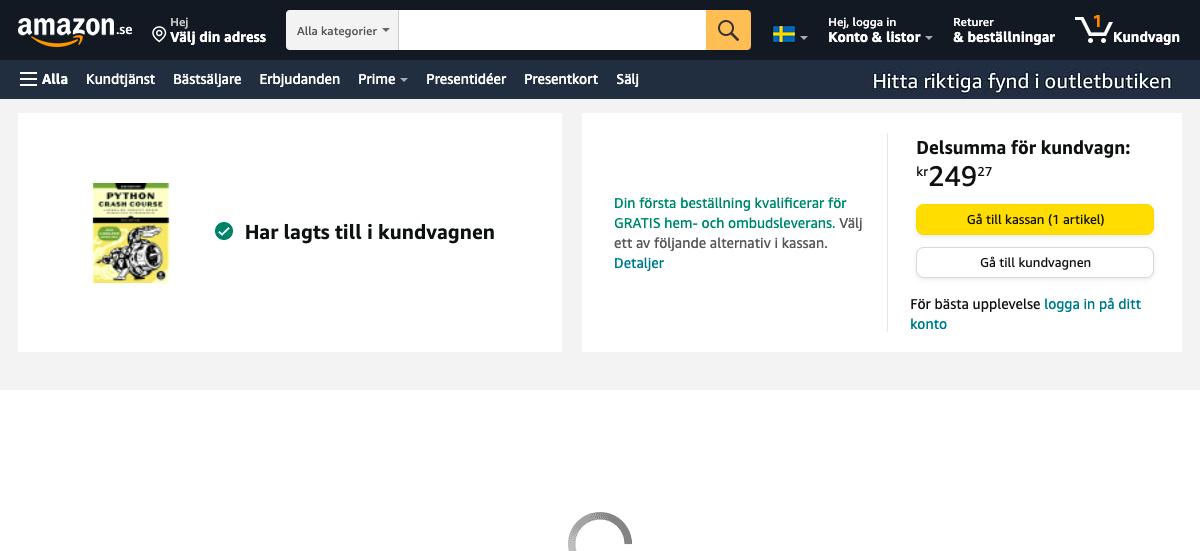 amazon.se
Hej
Välj din adress
Alla kategorier
Hej, logga in
Konto & listor
Returer
& beställningar
1
Kundvagn
Alla
Kundtjänst
Bästsäljare
Erbjudanden
Prime
Presentidéer
Presentkort
Sälj
Hitta riktiga fynd i outletbutiken
PYTHON
CRASH COURSE
Har lagts till i kundvagnen
Din första beställning kvalificerar för
GRATIS hem- och ombudsleverans. Välj
ett av följande alternativ i kassan.
Detaljer
Delsumma för kundvagn:
kr24927
Gå till kassan (1 artikel)
Gå till kundvagnen
För bästa upplevelse logga in på ditt
konto